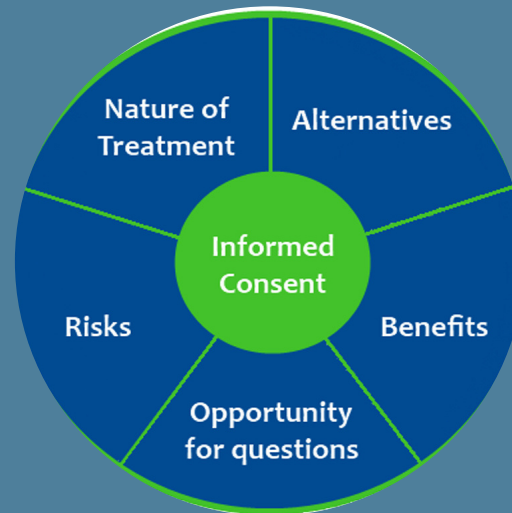 Nature of
Treatment
Alternatives
Informed
Consent
Risks
Benefits
Opportunity
for questions